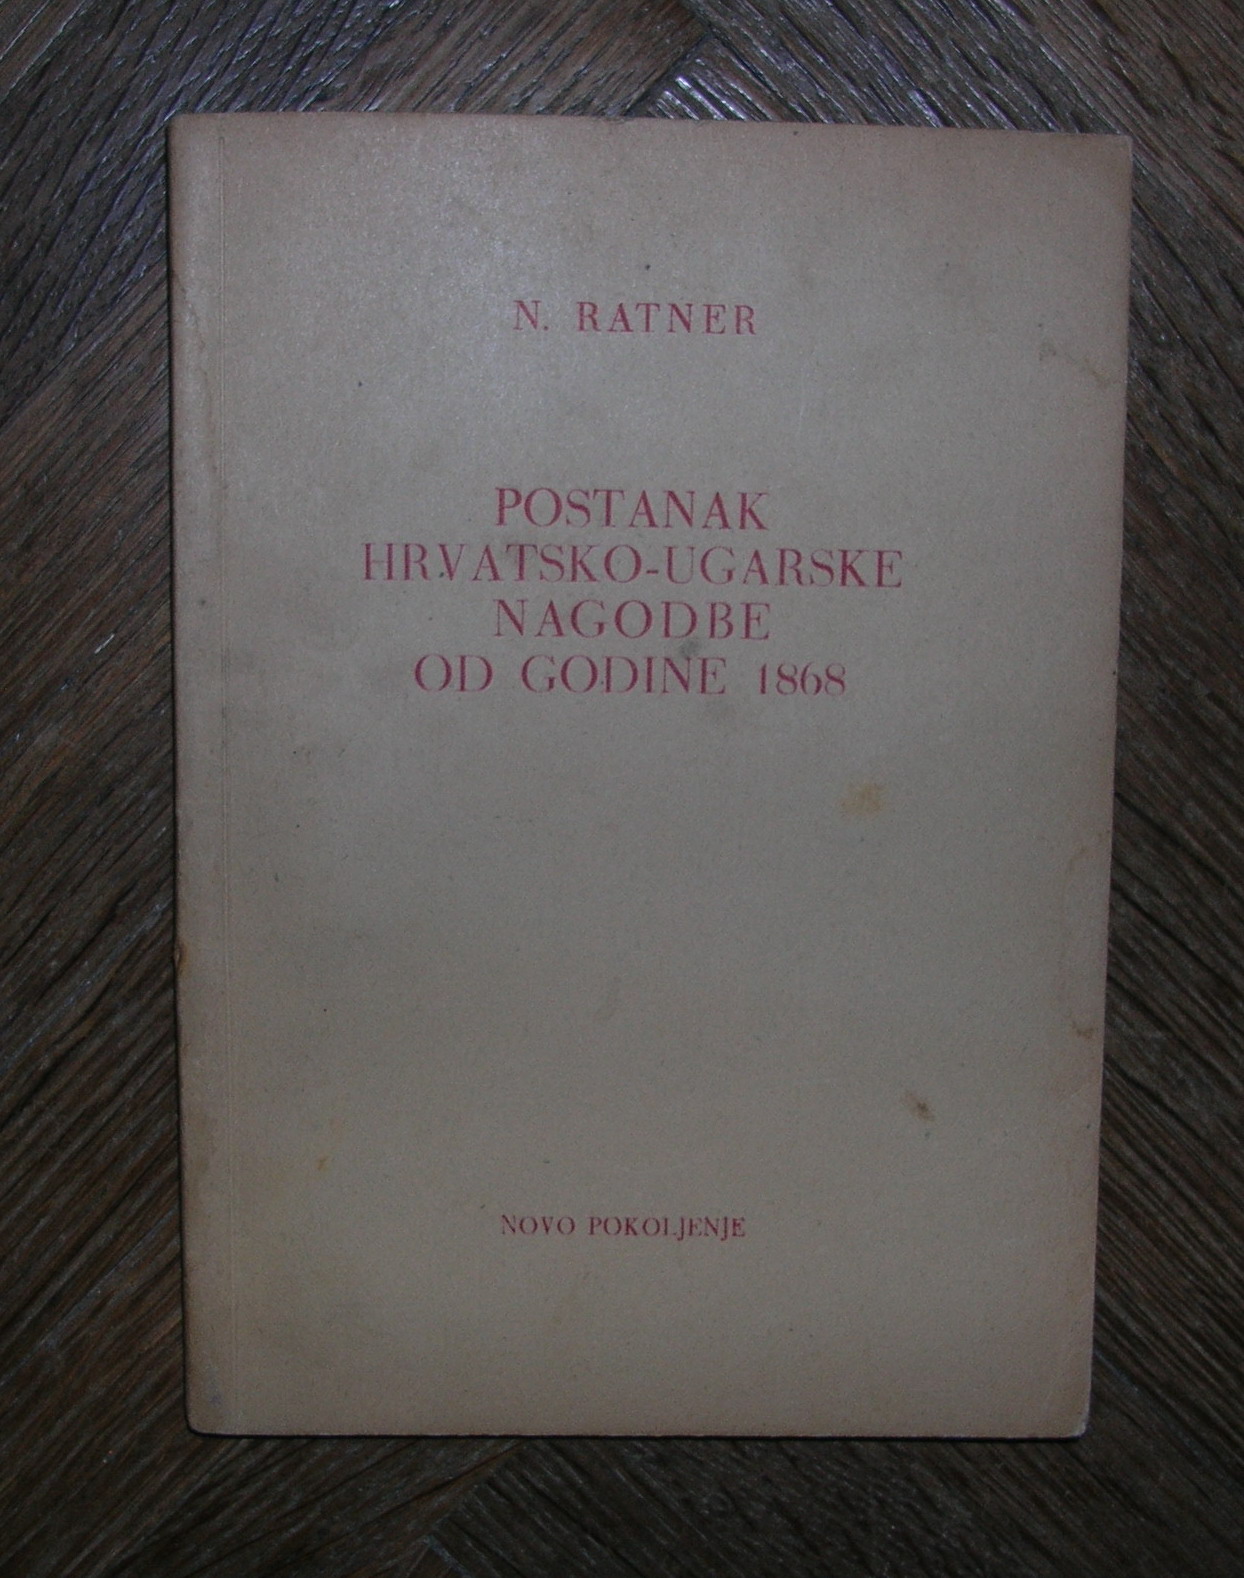 N. RATNER
POSTANAK
HRVATSKO-UGARSKE
NAGODBE
OD GODINE 1868
NOVO POKOLJENJE